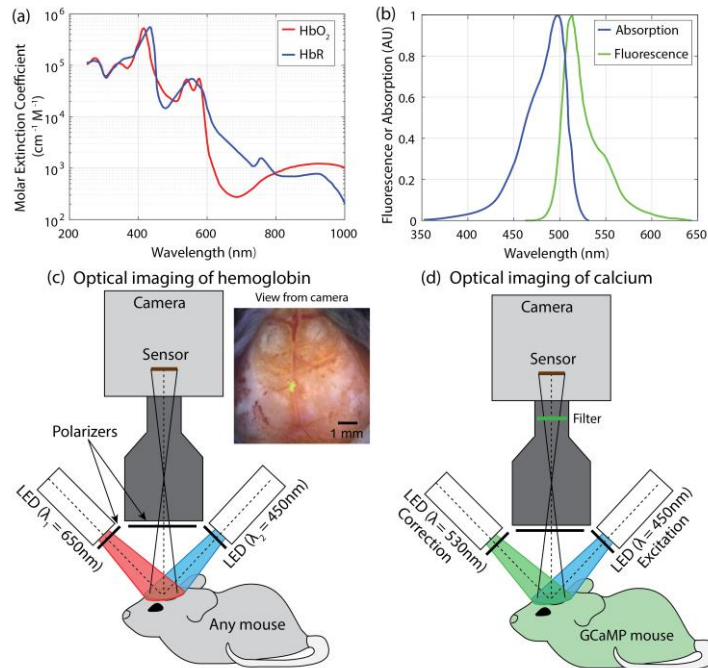 (a)
HbO2
HbR
Molar Extinction Coefficient
(cm-1 M-1)
10^6
10^5
10^4
10^3
10^2
200
400
600
800
1000
Wavelength (nm)
(b)
Absorption
Fluorescence
Fluorescence or Absorption (AU)
1
0.8
0.6
0.4
0.2
0
350
400
450
500
550
600
650
Wavelength (nm)
(c) Optical imaging of hemoglobin
Camera
View from camera
Sensor
1 mm
Polarizers
LED (λ1 = 650nm)
LED (λ2 = 450nm)
Any mouse
(d) Optical imaging of calcium
Camera
Sensor
Filter
LED (λ = 530nm)
Correction
LED (λ = 450nm)
Excitation
GCaMP mouse